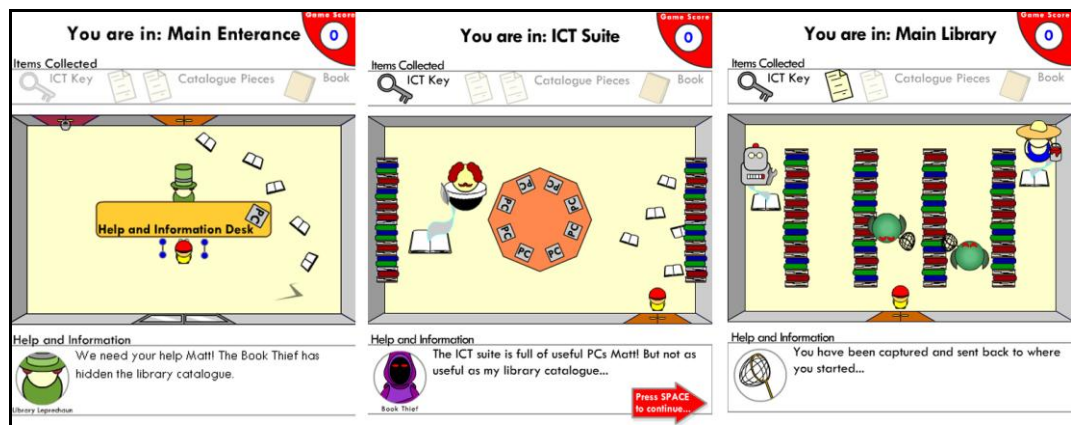 Game Score
0
You are in: Main Enterance
Items Collected
ICT Key
Catalogue Pieces
Book
PC
Help and Information Desk
Help and Information
We need your help Matt! The Book Thief has
hidden the library catalogue.
Library Leprechaun
Game Score
0
You are in: ICT Suite
Items Collected
ICT Key
Catalogue Pieces
Book
PC
PC
PC
PC
PC
PC
PC
PC
Help and Information
The ICT suite is full of useful PCs Matt! But not as
useful as my library catalogue...
Book Thief
Press SPACE
to continue...
Game Score
0
You are in: Main Library
Items Collected
ICT Key
Catalogue Pieces
Book
Help and Information
You have been captured and sent back to where
you started...